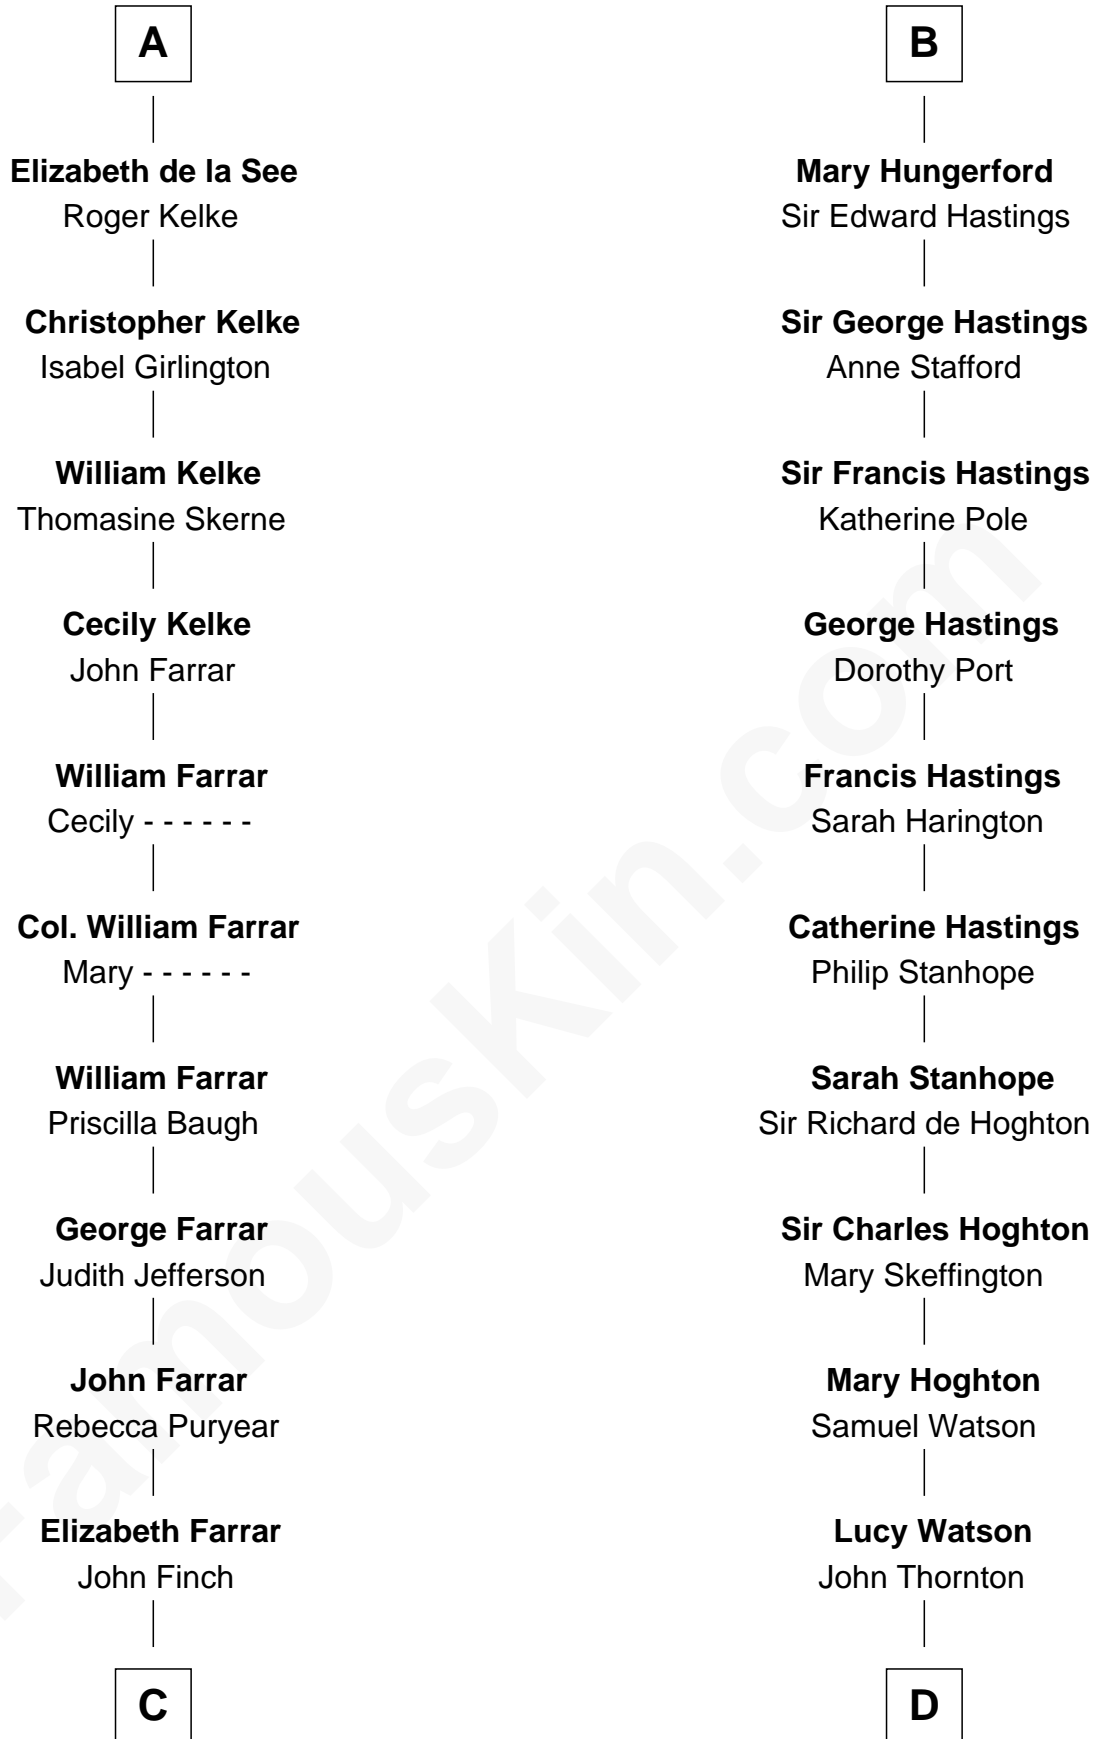 A
Elizabeth de la See
Roger Kelke
Christopher Kelke
Isabel Girlington
William Kelke
Thomasine Skerne
Cecily Kelke
John Farrar
William Farrar
Cecily - - - - - -
Col. William Farrar
Mary - - - - - -
William Farrar
Priscilla Baugh
George Farrar
Judith Jefferson
John Farrar
Rebecca Puryear
Elizabeth Farrar
John Finch
C
B
Mary Hungerford
Sir Edward Hastings
Sir George Hastings
Anne Stafford
Sir Francis Hastings
Katherine Pole
George Hastings
Dorothy Port
Francis Hastings
Sarah Harington
Catherine Hastings
Philip Stanhope
Sarah Stanhope
Sir Richard de Hoghton
Sir Charles Hoghton
Mary Skeffington
Mary Hoghton
Samuel Watson
Lucy Watson
John Thornton
D
FamousKin.com